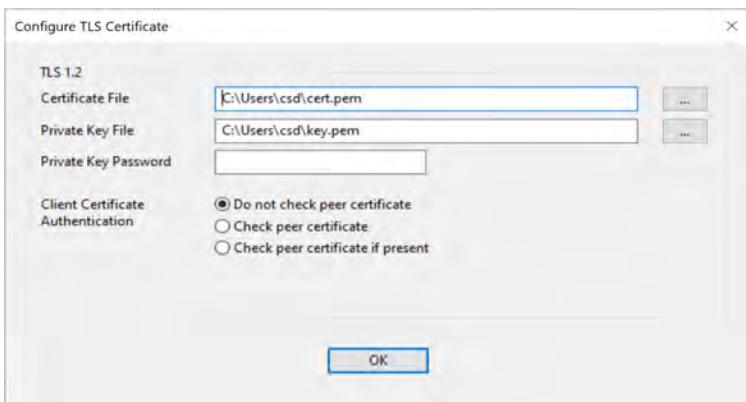 Configure TLS Certificate
TLS 1.2
Certificate File
C:\Users\csd\cert.pem
...
Private Key File
C:\Users\csd\key.pem
...
Private Key Password
Client Certificate
Authentication
Do not check peer certificate
Check peer certificate
Check peer certificate if present
OK